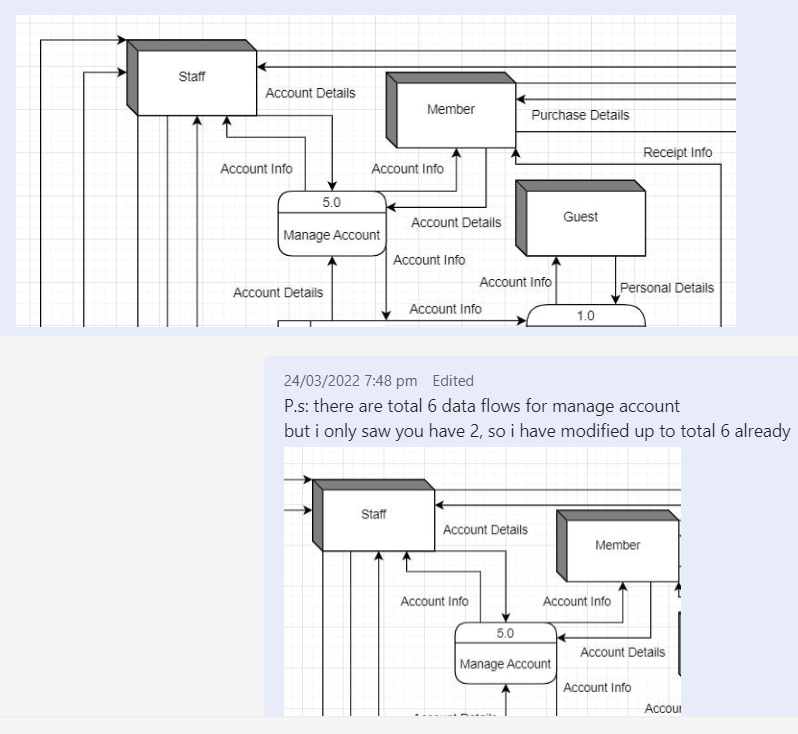 Staff
Account Details
Member
Purchase Details
Receipt Info
Account Info
Account Info
5.0
Manage Account
Account Details
Guest
Account Info
Account Info
Personal Details
Account Details
Account Info
1.0
24/03/2022 7:48 pm Edited
P.s: there are total 6 data flows for manage account
but i only saw you have 2, so i have modified up to total 6 already
Staff
Account Details
Member
Account Info
Account Info
5.0
Manage Account
Account Details
Account Info